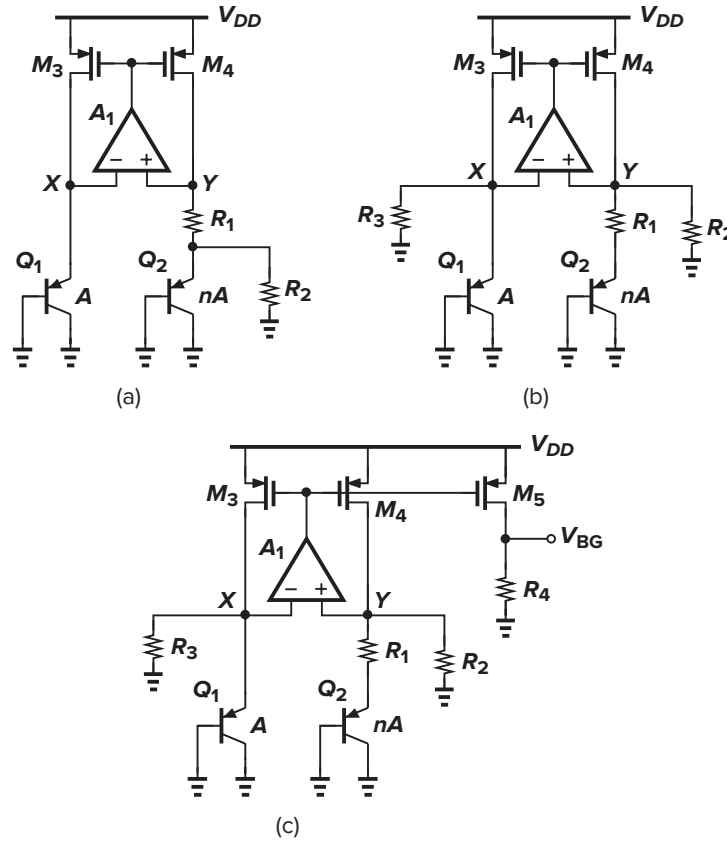 V_DD V_DD
M_3 M_4 M_3 M_4
A_1 A_1
− + − +
X Y X Y
R_1 R_3 R_1 R_2
Q_1 Q_2 Q_1 Q_2
A nA R_2 A nA
(a) (b)
V_DD
M_3 M_4 M_5
A_1 V_BG
− +
X Y R_4
R_3 R_1 R_2
Q_1 Q_2
A nA
(c)